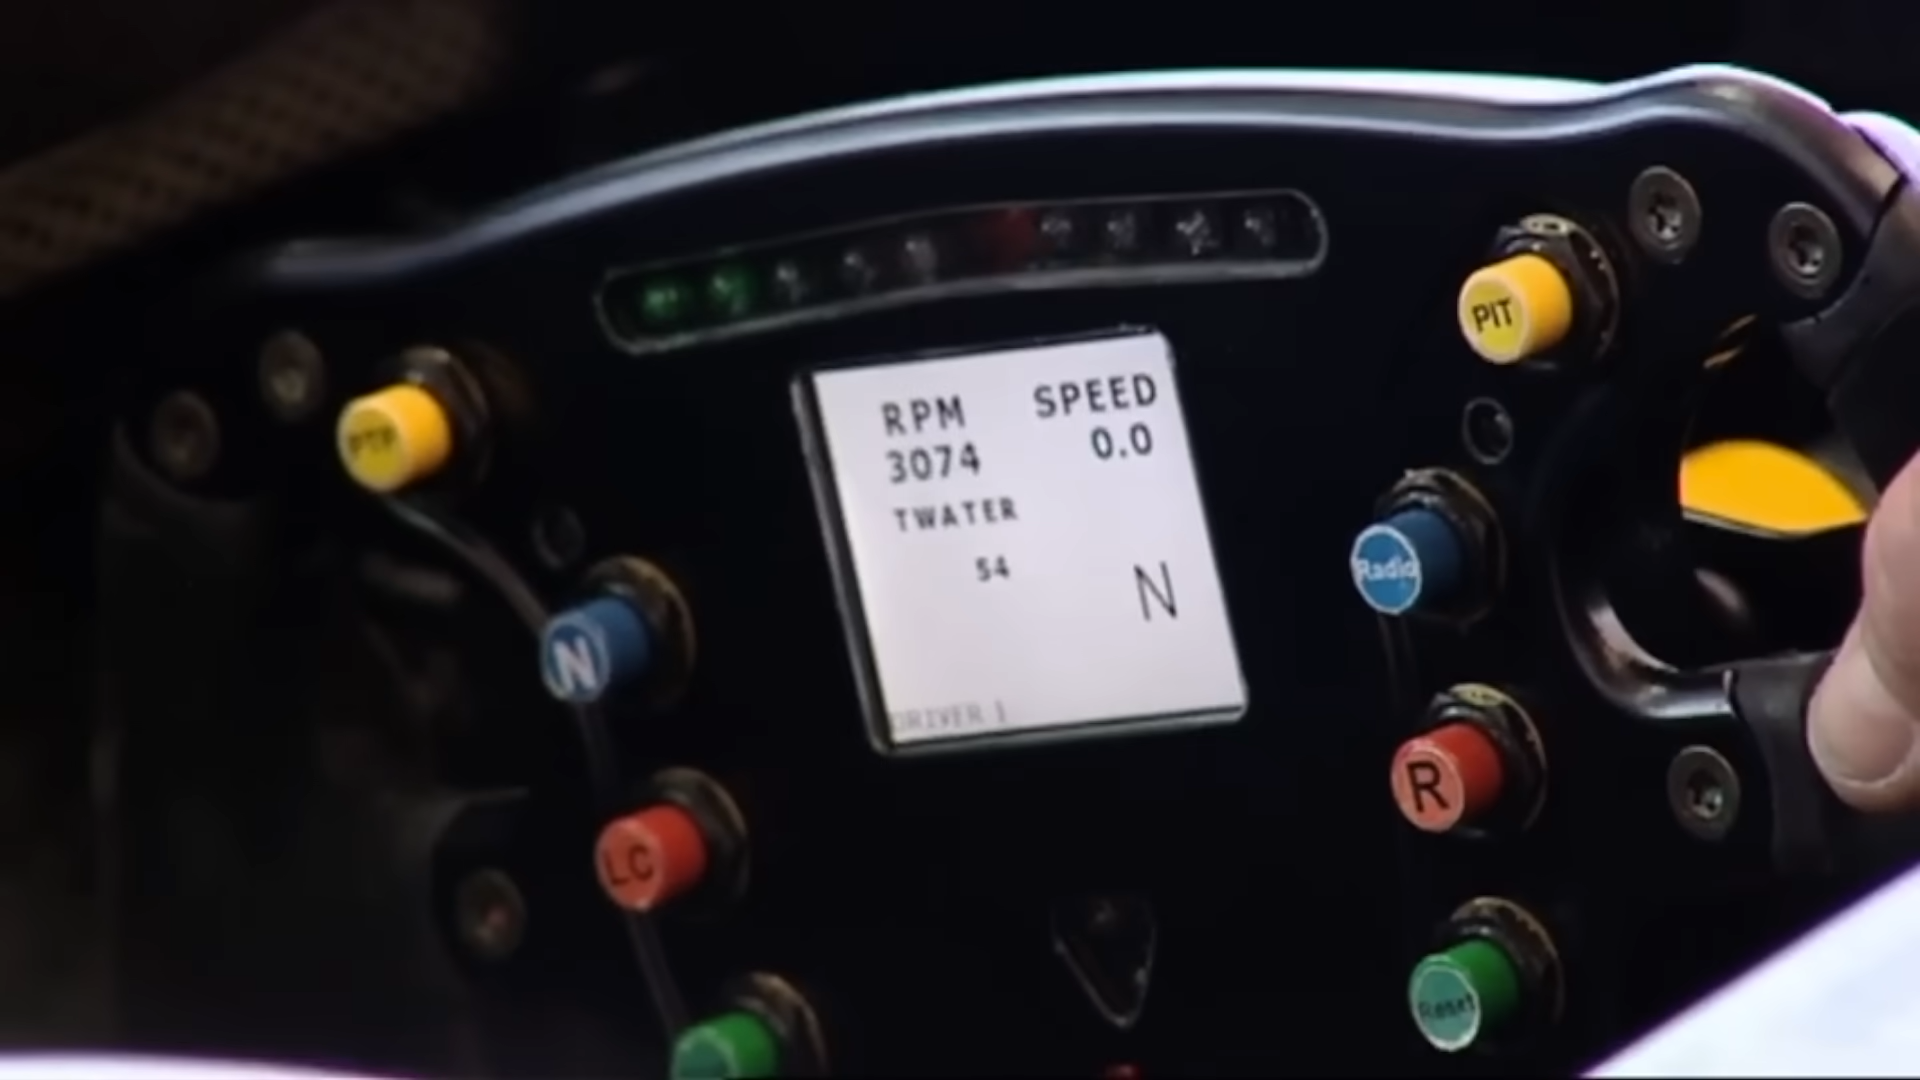 PIT
RPM SPEED
3074 0.0
PTP
TWATER
54
Radio
N
N
DRIVER 1
R
LC
Reset